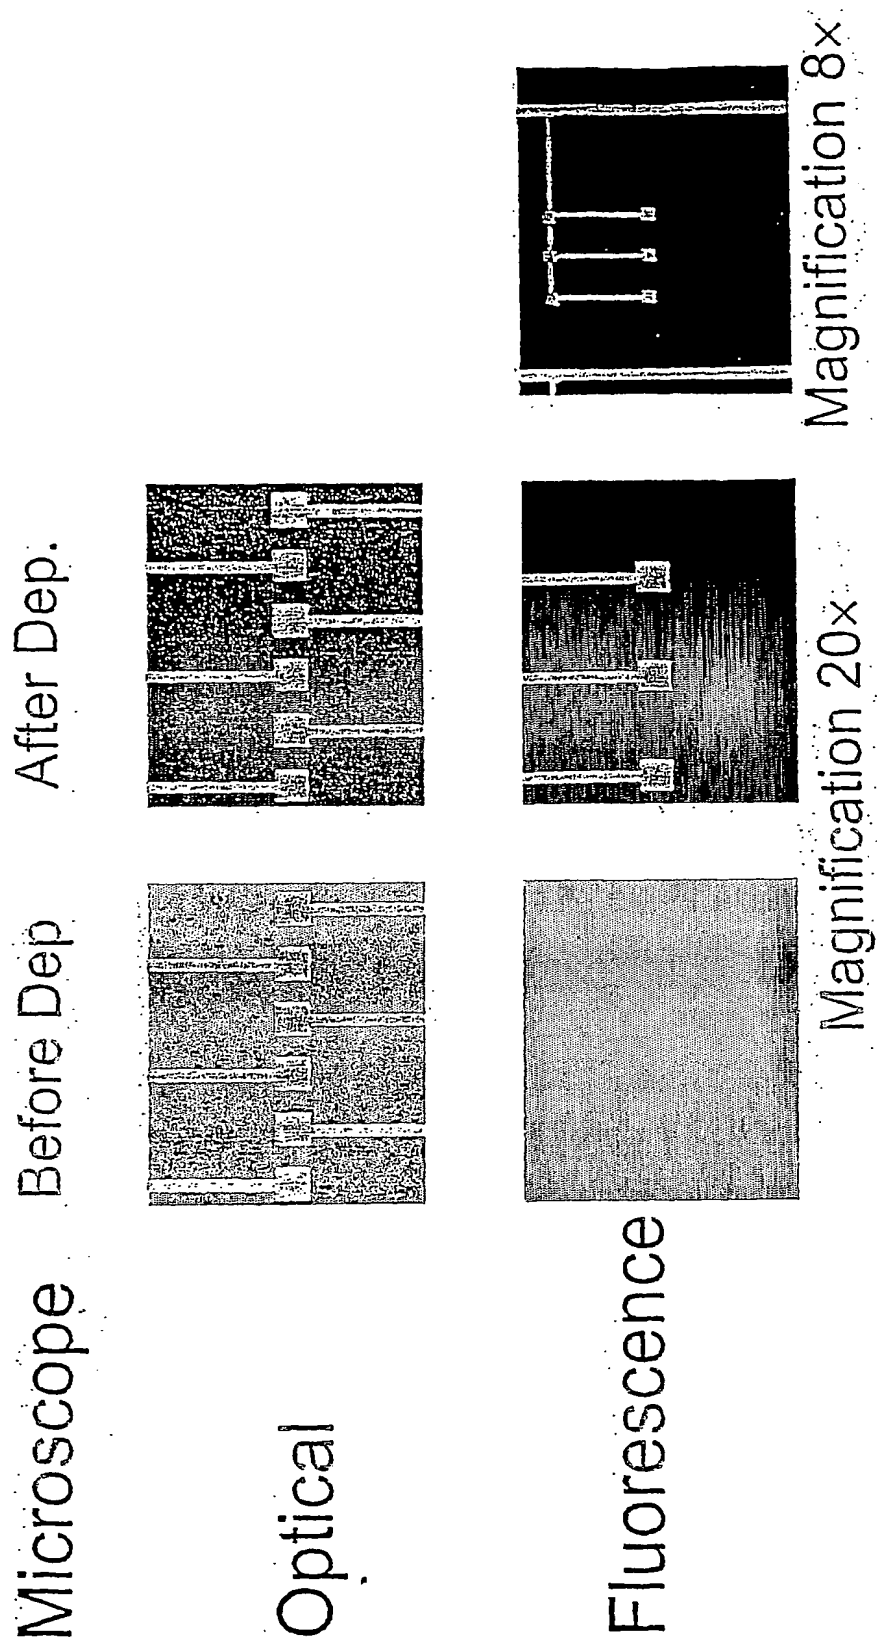 Microscope
Before Dep
After Dep.
Optical
Fluorescence
Magnification 20×
Magnification 8×